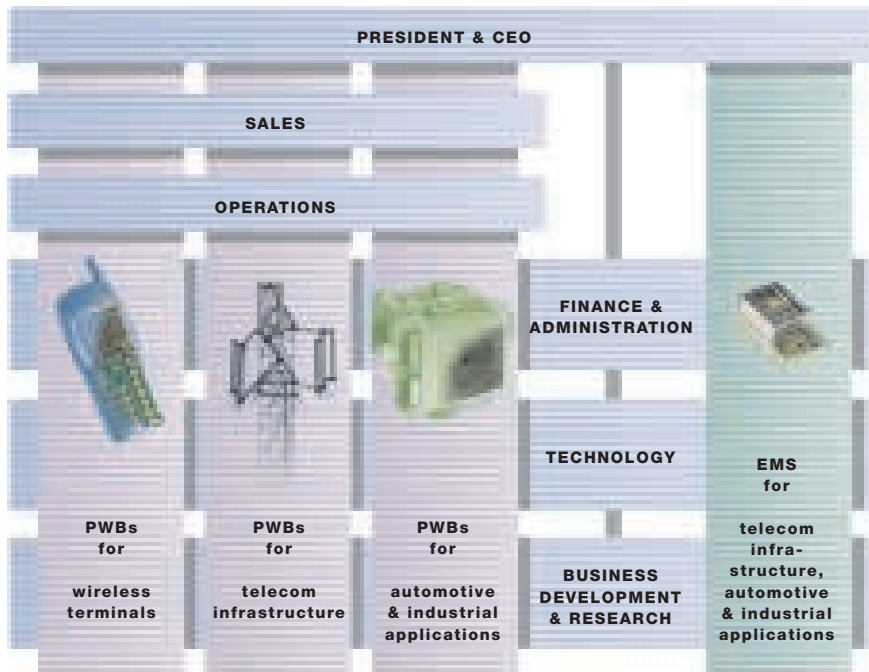 PRESIDENT & CEO
SALES
OPERATIONS
FINANCE &
ADMINISTRATION
TECHNOLOGY
BUSINESS
DEVELOPMENT
& RESEARCH
PWBs
for
wireless
terminals
PWBs
for
telecom
infrastructure
PWBs
for
automotive
& industrial
applications
EMS
for
telecom
infra-
structure,
automotive
& industrial
applications